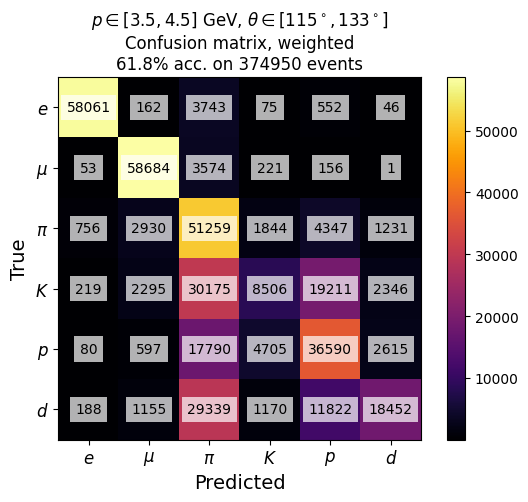 p ∈ [3.5, 4.5] GeV, θ ∈ [115°, 133°]
Confusion matrix, weighted
61.8% acc. on 374950 events
e 58061 162 3743 75 552 46
μ 53 58684 3574 221 156 1
π 756 2930 51259 1844 4347 1231
K 219 2295 30175 8506 19211 2346
p 80 597 17790 4705 36590 2615
d 188 1155 29339 1170 11822 18452
e μ π K p d
Predicted
True
50000
40000
30000
20000
10000